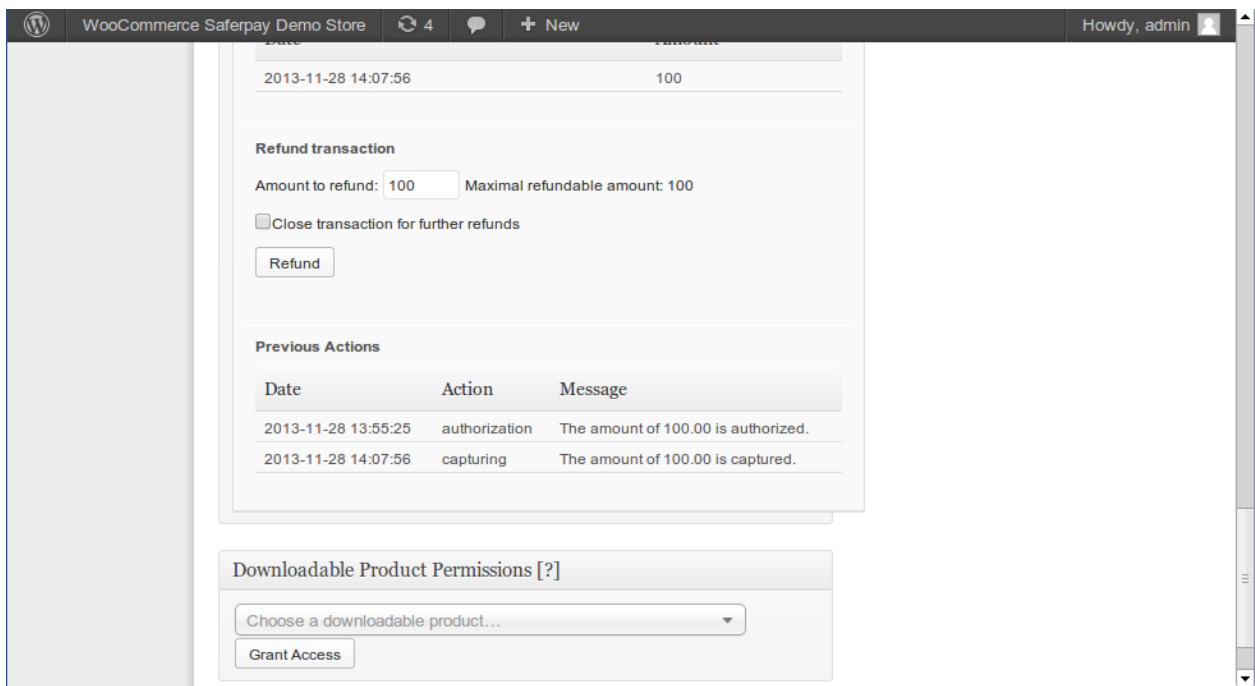 WooCommerce Saferpay Demo Store 4 New Howdy, admin
Date Amount
2013-11-28 14:07:56 100
Refund transaction
Amount to refund: 100 Maximal refundable amount: 100
Close transaction for further refunds
Refund
Previous Actions
Date Action Message
2013-11-28 13:55:25 authorization The amount of 100.00 is authorized.
2013-11-28 14:07:56 capturing The amount of 100.00 is captured.
Downloadable Product Permissions [?]
Choose a downloadable product…
Grant Access